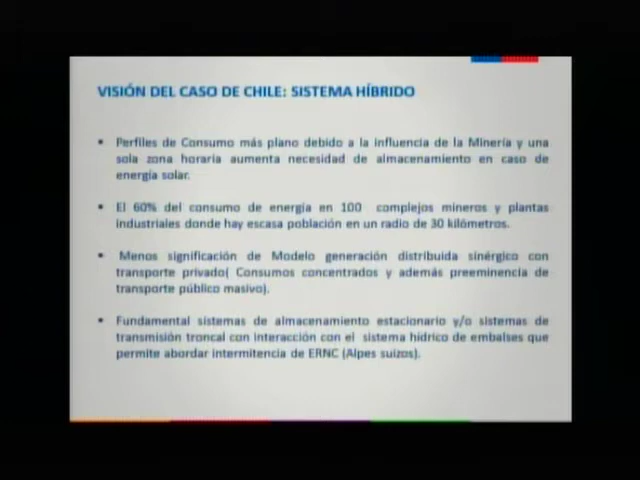 VISIÓN DEL CASO DE CHILE: SISTEMA HÍBRIDO
▪ Perfiles de Consumo más plano debido a la influencia de la Minería y una
sola zona horaria aumenta necesidad de almacenamiento en caso de
energía solar.
▪ El 60% del consumo de energía en 100 complejos mineros y plantas
industriales donde hay escasa población en un radio de 30 kilómetros.
▪ Menos significación de Modelo generación distribuida sinérgico con
transporte privado( Consumos concentrados y además preeminencia de
transporte público masivo).
▪ Fundamental sistemas de almacenamiento estacionario y/o sistemas de
transmisión troncal con interacción con el sistema hídrico de embalses que
permite abordar intermitencia de ERNC (Alpes suizos).